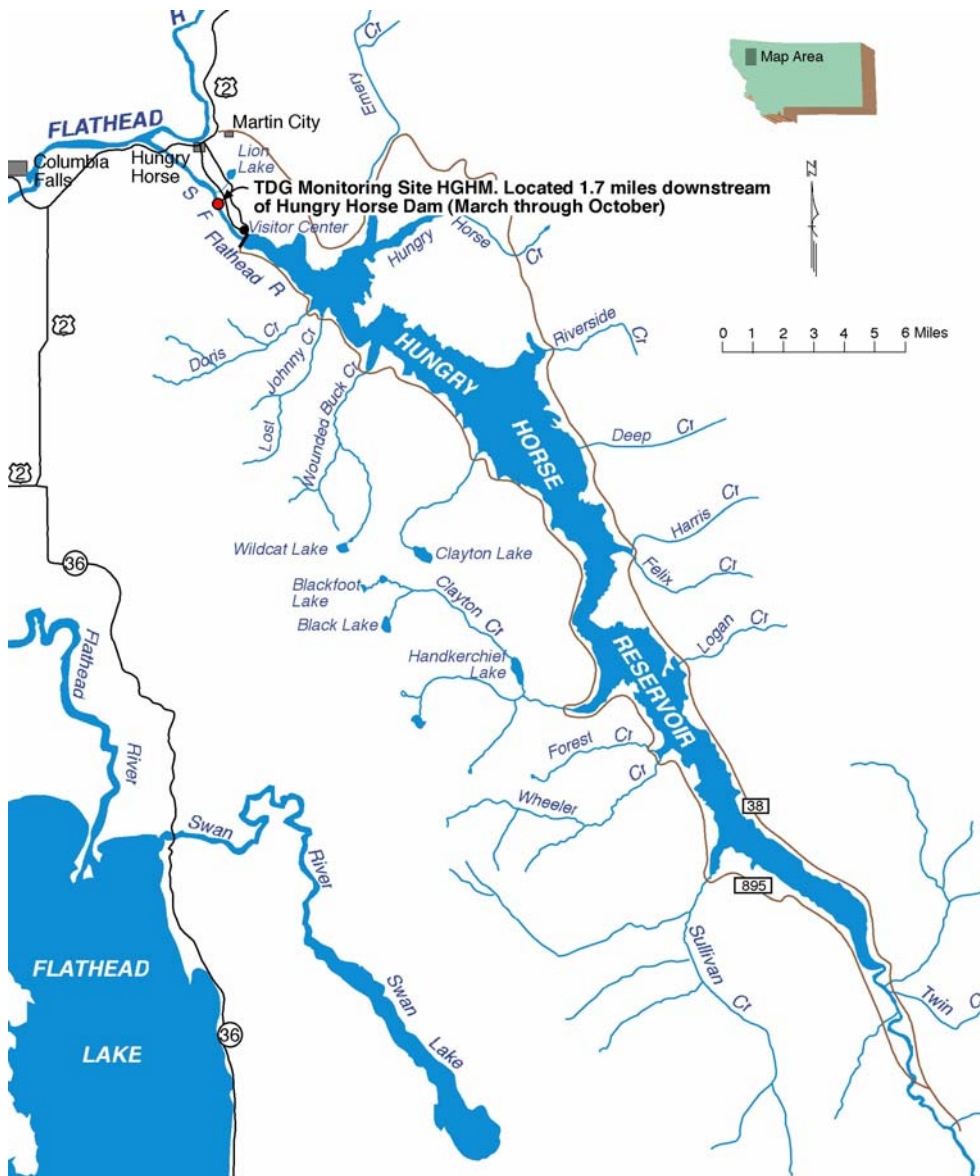 H
Cr
Emery
2
Map Area
FLATHEAD
Martin City
Columbia
Falls
Hungry
Horse
Lion
Lake
TDG Monitoring Site HGHM. Located 1.7 miles downstream
of Hungry Horse Dam (March through October)
S F Flathead R
Visitor Center
Hungry Horse Cr
N
0 1 2 3 4 5 6 Miles
2
Riverside Cr
Doris Cr
Lost Johnny Cr
Wounded Buck Cr
HUNGRY
HORSE
RESERVOIR
Deep Cr
2
Harris Cr
Wildcat Lake
Clayton Lake
Felix Cr
36
Blackfoot
Lake
Clayton Cr
Black Lake
Logan Cr
Flathead River
Handkerchief
Lake
Forest Cr
Wheeler Cr
38
Swan River
895
Sullivan Cr
FLATHEAD
LAKE
Swan Lake
Twin C
36